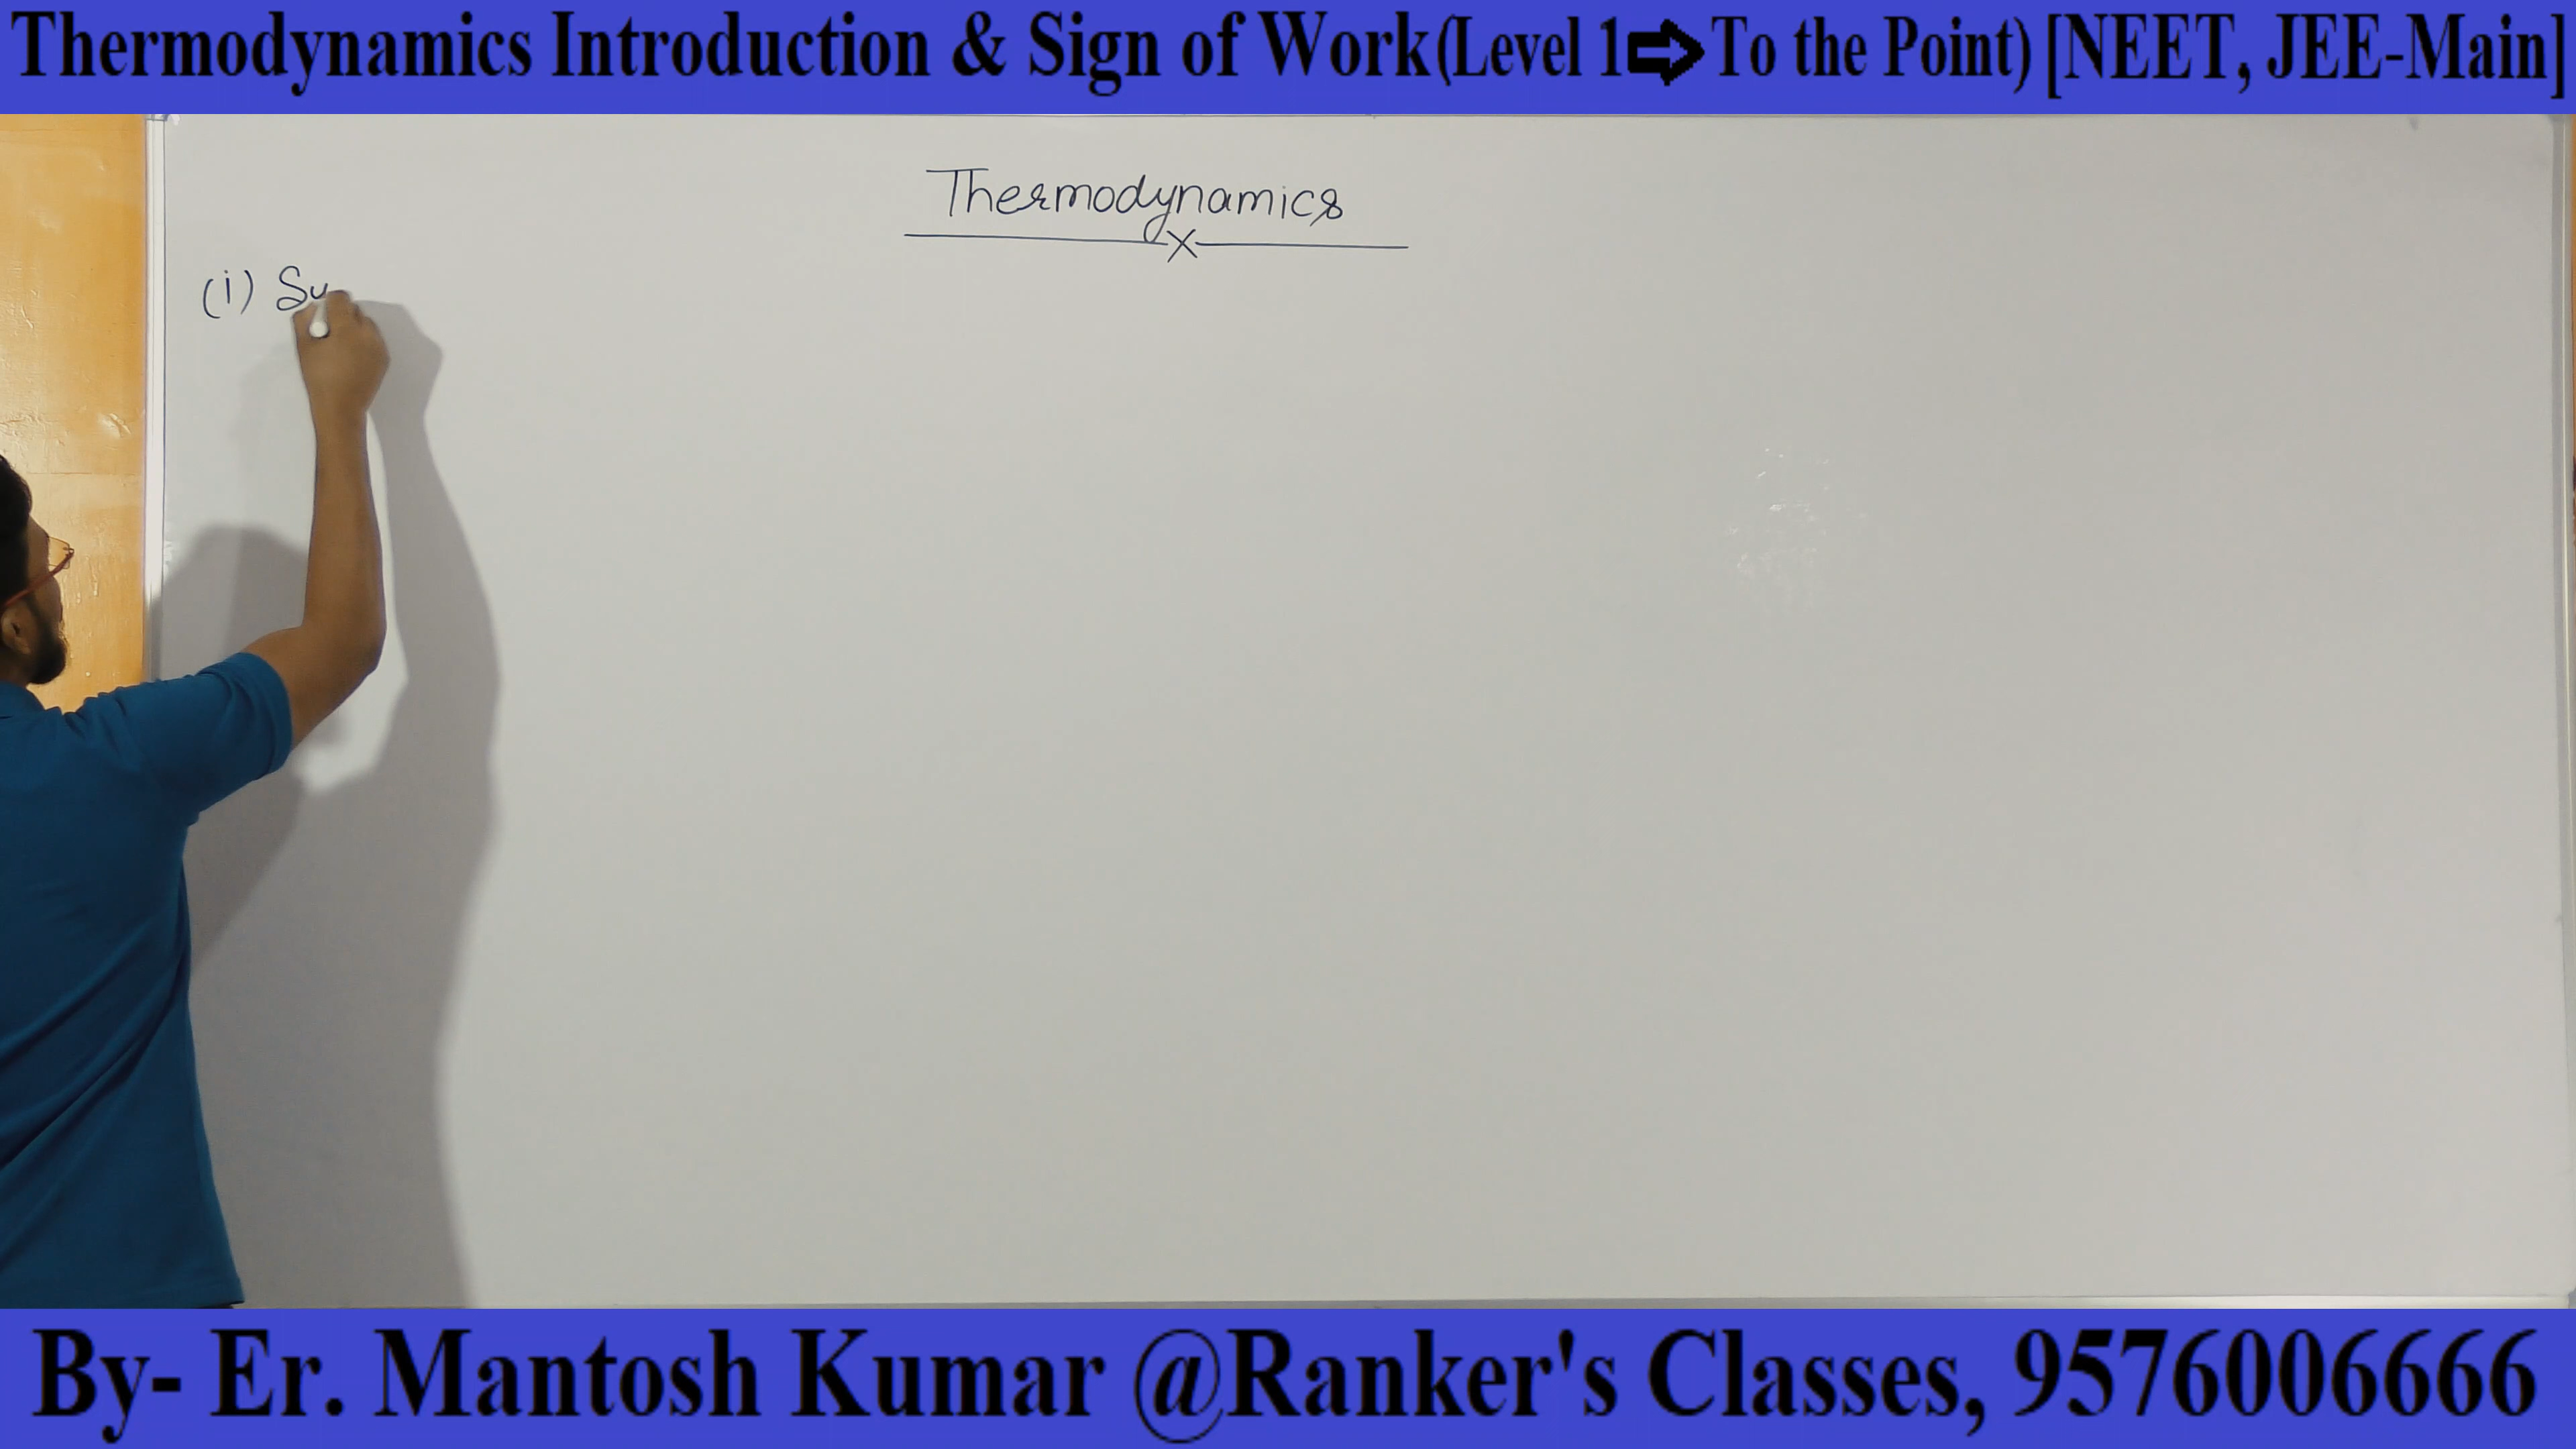 Thermodynamics Introduction & Sign of Work(Level 1⇨To the Point) [NEET, JEE-Main]
Thermodynamics
(i) Sy
By- Er. Mantosh Kumar @Ranker's Classes, 9576006666